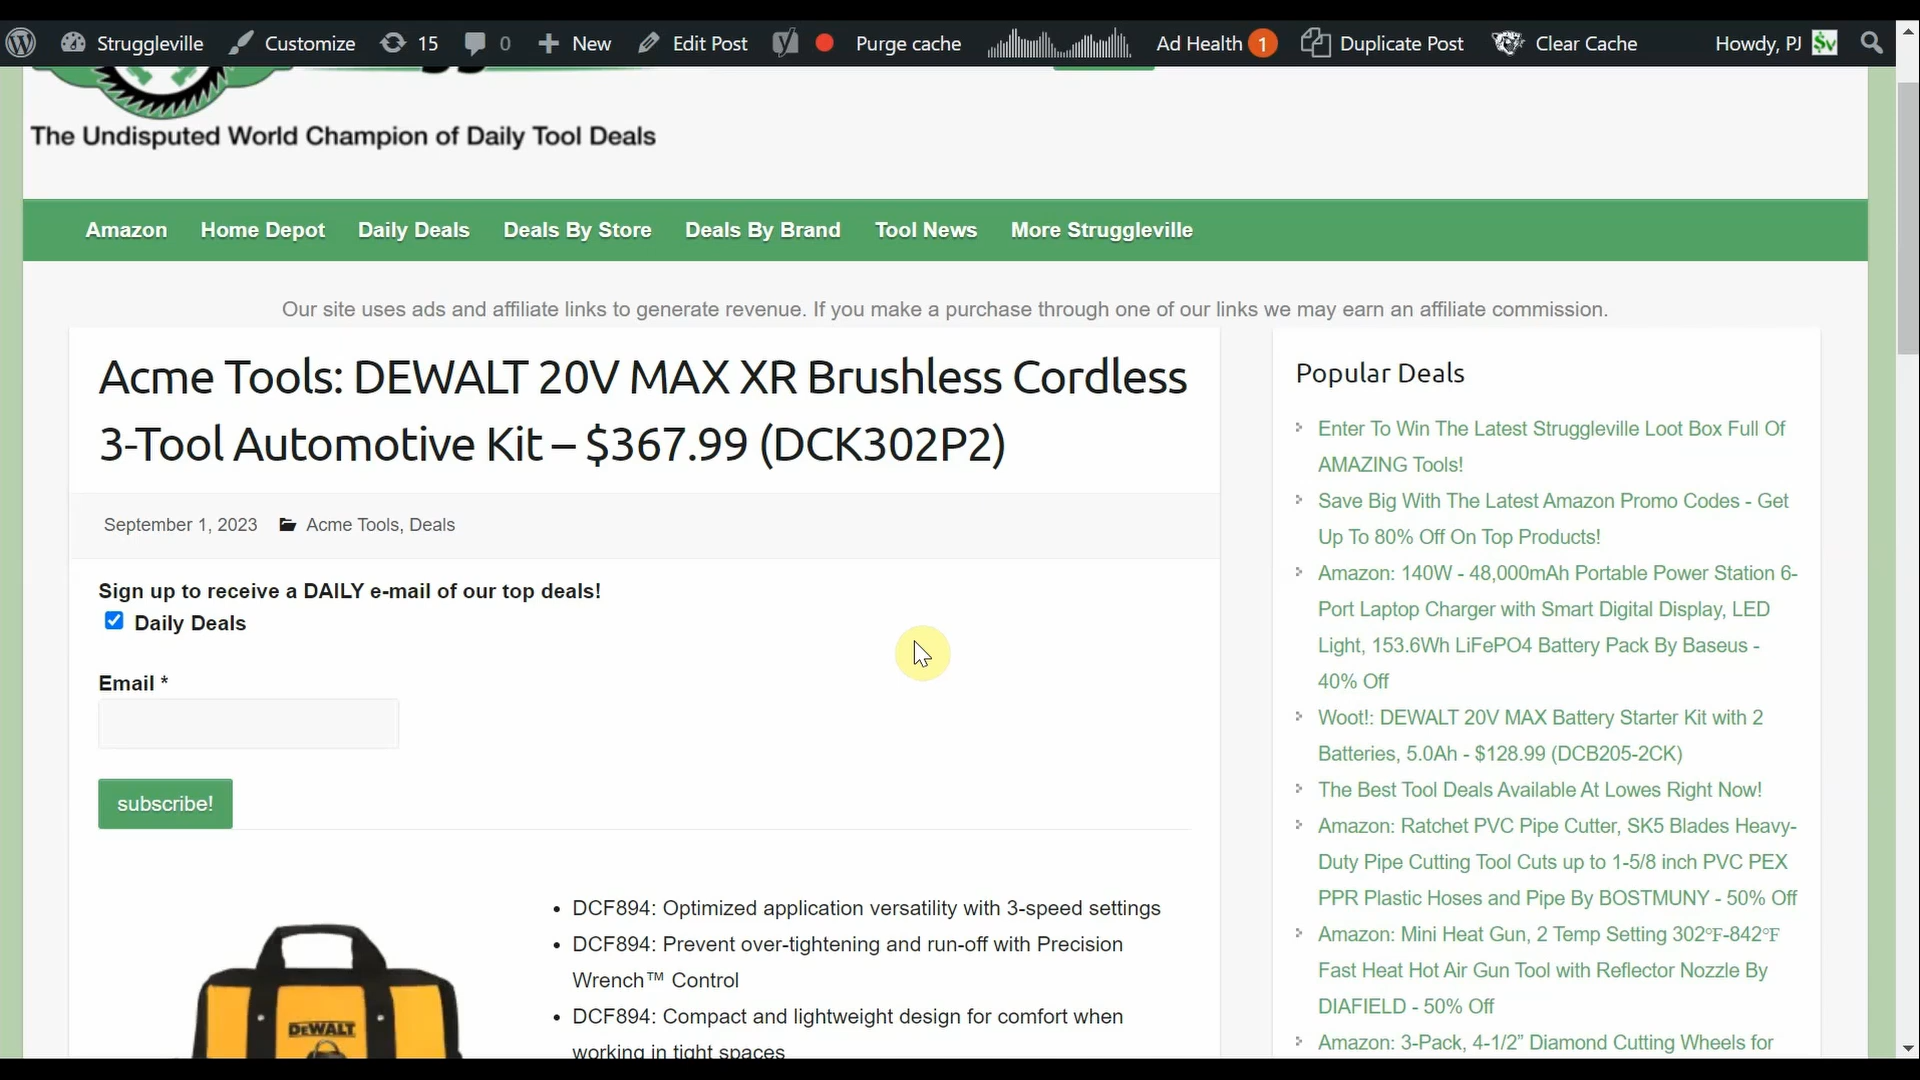 Struggleville Customize 15 0 New Edit Post Purge cache Ad Health 1 Duplicate Post Clear Cache Howdy, PJ
The Undisputed World Champion of Daily Tool Deals
Amazon Home Depot Daily Deals Deals By Store Deals By Brand Tool News More Struggleville
Our site uses ads and affiliate links to generate revenue. If you make a purchase through one of our links we may earn an affiliate commission.
Acme Tools: DEWALT 20V MAX XR Brushless Cordless
3-Tool Automotive Kit – $367.99 (DCK302P2)
September 1, 2023 Acme Tools, Deals
Sign up to receive a DAILY e-mail of our top deals!
Daily Deals
Email *
subscribe!
DEWALT
• DCF894: Optimized application versatility with 3-speed settings
• DCF894: Prevent over-tightening and run-off with Precision
Wrench™ Control
• DCF894: Compact and lightweight design for comfort when
working in tight spaces
Popular Deals
Enter To Win The Latest Struggleville Loot Box Full Of
AMAZING Tools!
Save Big With The Latest Amazon Promo Codes - Get
Up To 80% Off On Top Products!
Amazon: 140W - 48,000mAh Portable Power Station 6-
Port Laptop Charger with Smart Digital Display, LED
Light, 153.6Wh LiFePO4 Battery Pack By Baseus -
40% Off
Woot!: DEWALT 20V MAX Battery Starter Kit with 2
Batteries, 5.0Ah - $128.99 (DCB205-2CK)
The Best Tool Deals Available At Lowes Right Now!
Amazon: Ratchet PVC Pipe Cutter, SK5 Blades Heavy-
Duty Pipe Cutting Tool Cuts up to 1-5/8 inch PVC PEX
PPR Plastic Hoses and Pipe By BOSTMUNY - 50% Off
Amazon: Mini Heat Gun, 2 Temp Setting 302℉-842℉
Fast Heat Hot Air Gun Tool with Reflector Nozzle By
DIAFIELD - 50% Off
Amazon: 3-Pack, 4-1/2” Diamond Cutting Wheels for